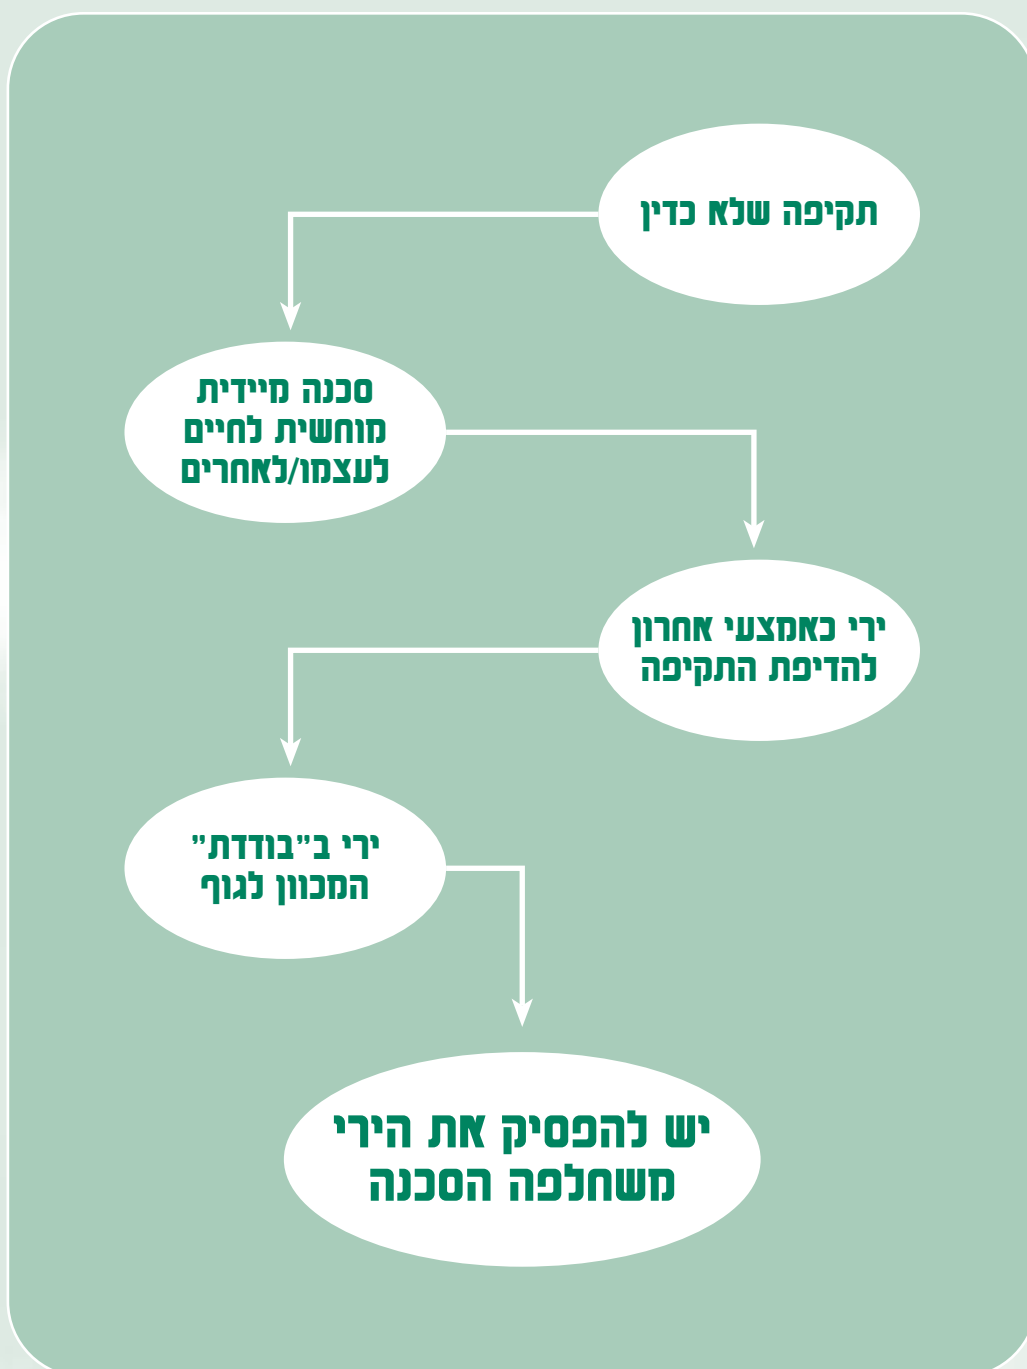 תקיפה שלא כדין
סכנה מיידית
מוחשית לחיים
לעצמו/לאחרים
ירי כאמצעי אחרון
להדיפת התקיפה
ירי ב"בודדת"
המכוון לגוף
יש להפסיק את הירי
משחלפה הסכנה